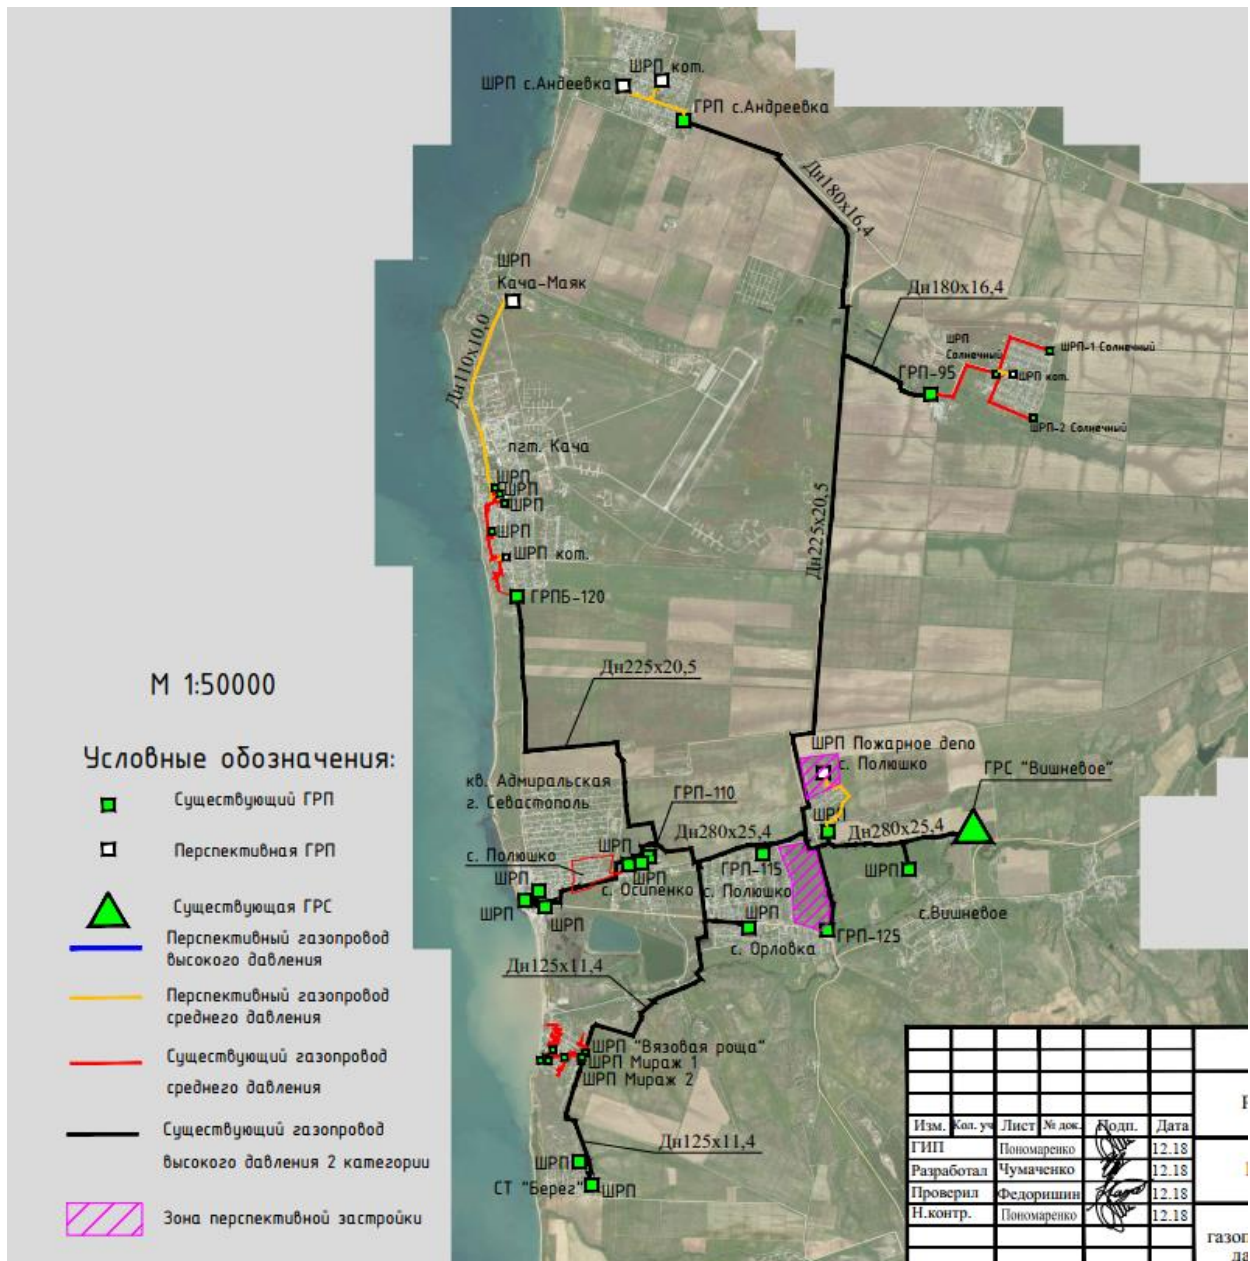 ШРП кот.
ШРП с.Андеевка
ГРП с.Андреевка
Дн180х16,4
ШРП
Кача-Маяк
Дн180х16,4
Дн110х10,0
ШРП
Солнечный
ШРП-1 Солнечный
ГРП-95
ШРП кот.
ШРП-2 Солнечный
пгт. Кача
ШРП
ШРП
ШРП
ШРП
ШРП кот.
ГРПБ-120
Дн225х20,5
Дн225х20,5
М 1:50000
Условные обозначения:
Существующий ГРП
Перспективная ГРП
Существующая ГРС
Перспективный газопровод
высокого давления
Перспективный газопровод
среднего давления
Существующий газопровод
среднего давления
Существующий газопровод
высокого давления 2 категории
Зона перспективной застройки
ШРП Пожарное депо
с. Полюшко
ГРС "Вишневое"
кв. Адмиральская
г. Севастополь
ГРП-110
Дн280х25,4
ШРП
Дн280х25,4
с. Полюшко
ШРП
ШРП
с. Осипенко
ГРП-115
с. Полюшко
ШРП
ШРП
ШРП
ШРП
ШРП
с.Вишневое
ГРП-125
с. Орловка
Дн125х11,4
ШРП "Вязовая роща"
ШРП Мираж 1
ШРП Мираж 2
Дн125х11,4
ШРП
СТ "Берег"
ШРП
Изм. Кол. уч Лист № док. Подп. Дата
ГИП Пономаренко 12.18
Разработал Чумаченко 12.18
Проверил Федоришин 12.18
Н.контр. Пономаренко 12.18
газоп
да